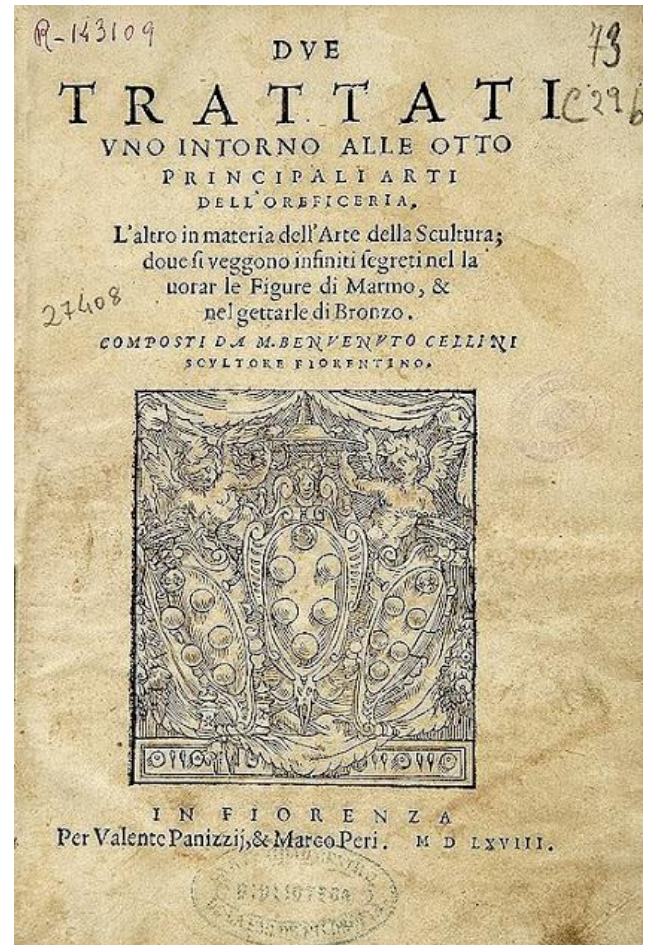 R-143109
73
C29b
DVE
TRATTATI
VNO INTORNO ALLE OTTO
PRINCIPALI ARTI
DELL'OREFICERIA.
L'altro in materia dell'Arte della Scultura;
doue si veggono infiniti segreti nel la
uorar le Figure di Marmo, &
nel gettarle di Bronzo.
27408
COMPOSTI DA M. BENVENVTO CELLINI
SCVLTORE FIORENTINO.
IN FIORENZA
Per Valente Panizzij, & Marco Peri. M D LXVIII.
BIBLIOTECA